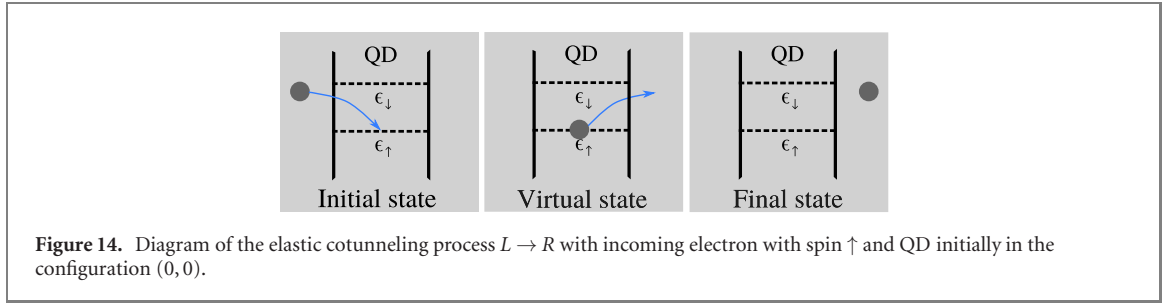 QD QD QD
ϵ↓ ϵ↓ ϵ↓
ϵ↑ ϵ↑ ϵ↑
Initial state Virtual state Final state
Figure 14. Diagram of the elastic cotunneling process L → R with incoming electron with spin ↑ and QD initially in the
configuration (0, 0).